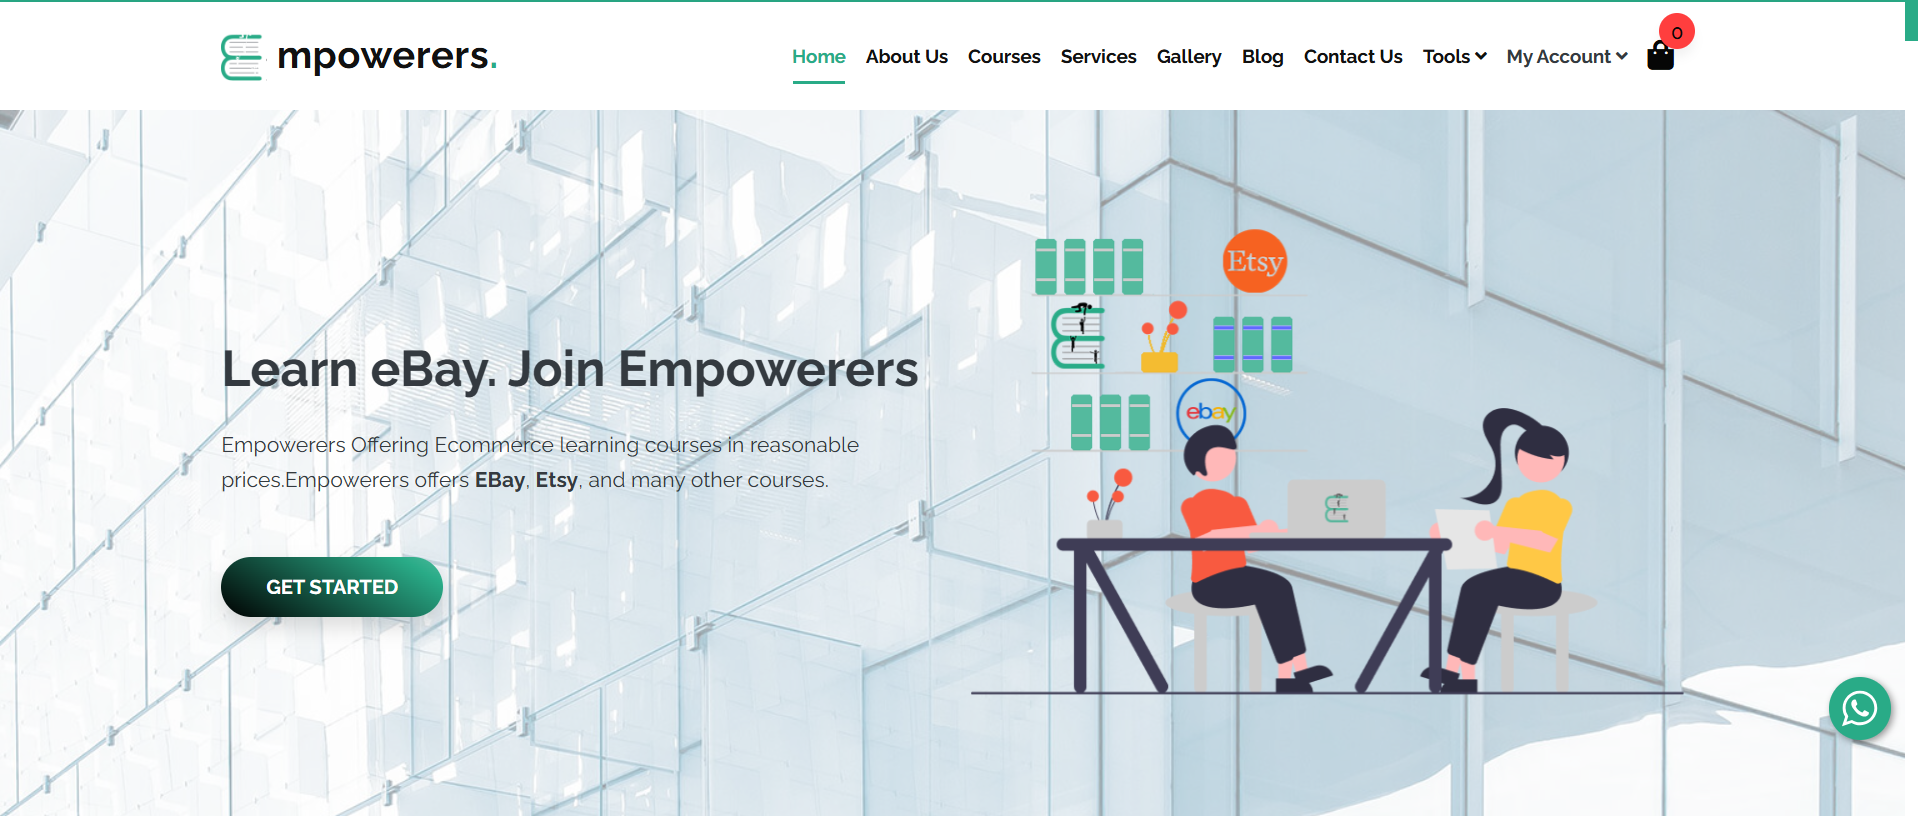 mpowerers.
Home About Us Courses Services Gallery Blog Contact Us Tools My Account 0
Etsy
ebay
Learn eBay. Join Empowerers
Empowerers Offering Ecommerce learning courses in reasonable
prices.Empowerers offers EBay, Etsy, and many other courses.
GET STARTED